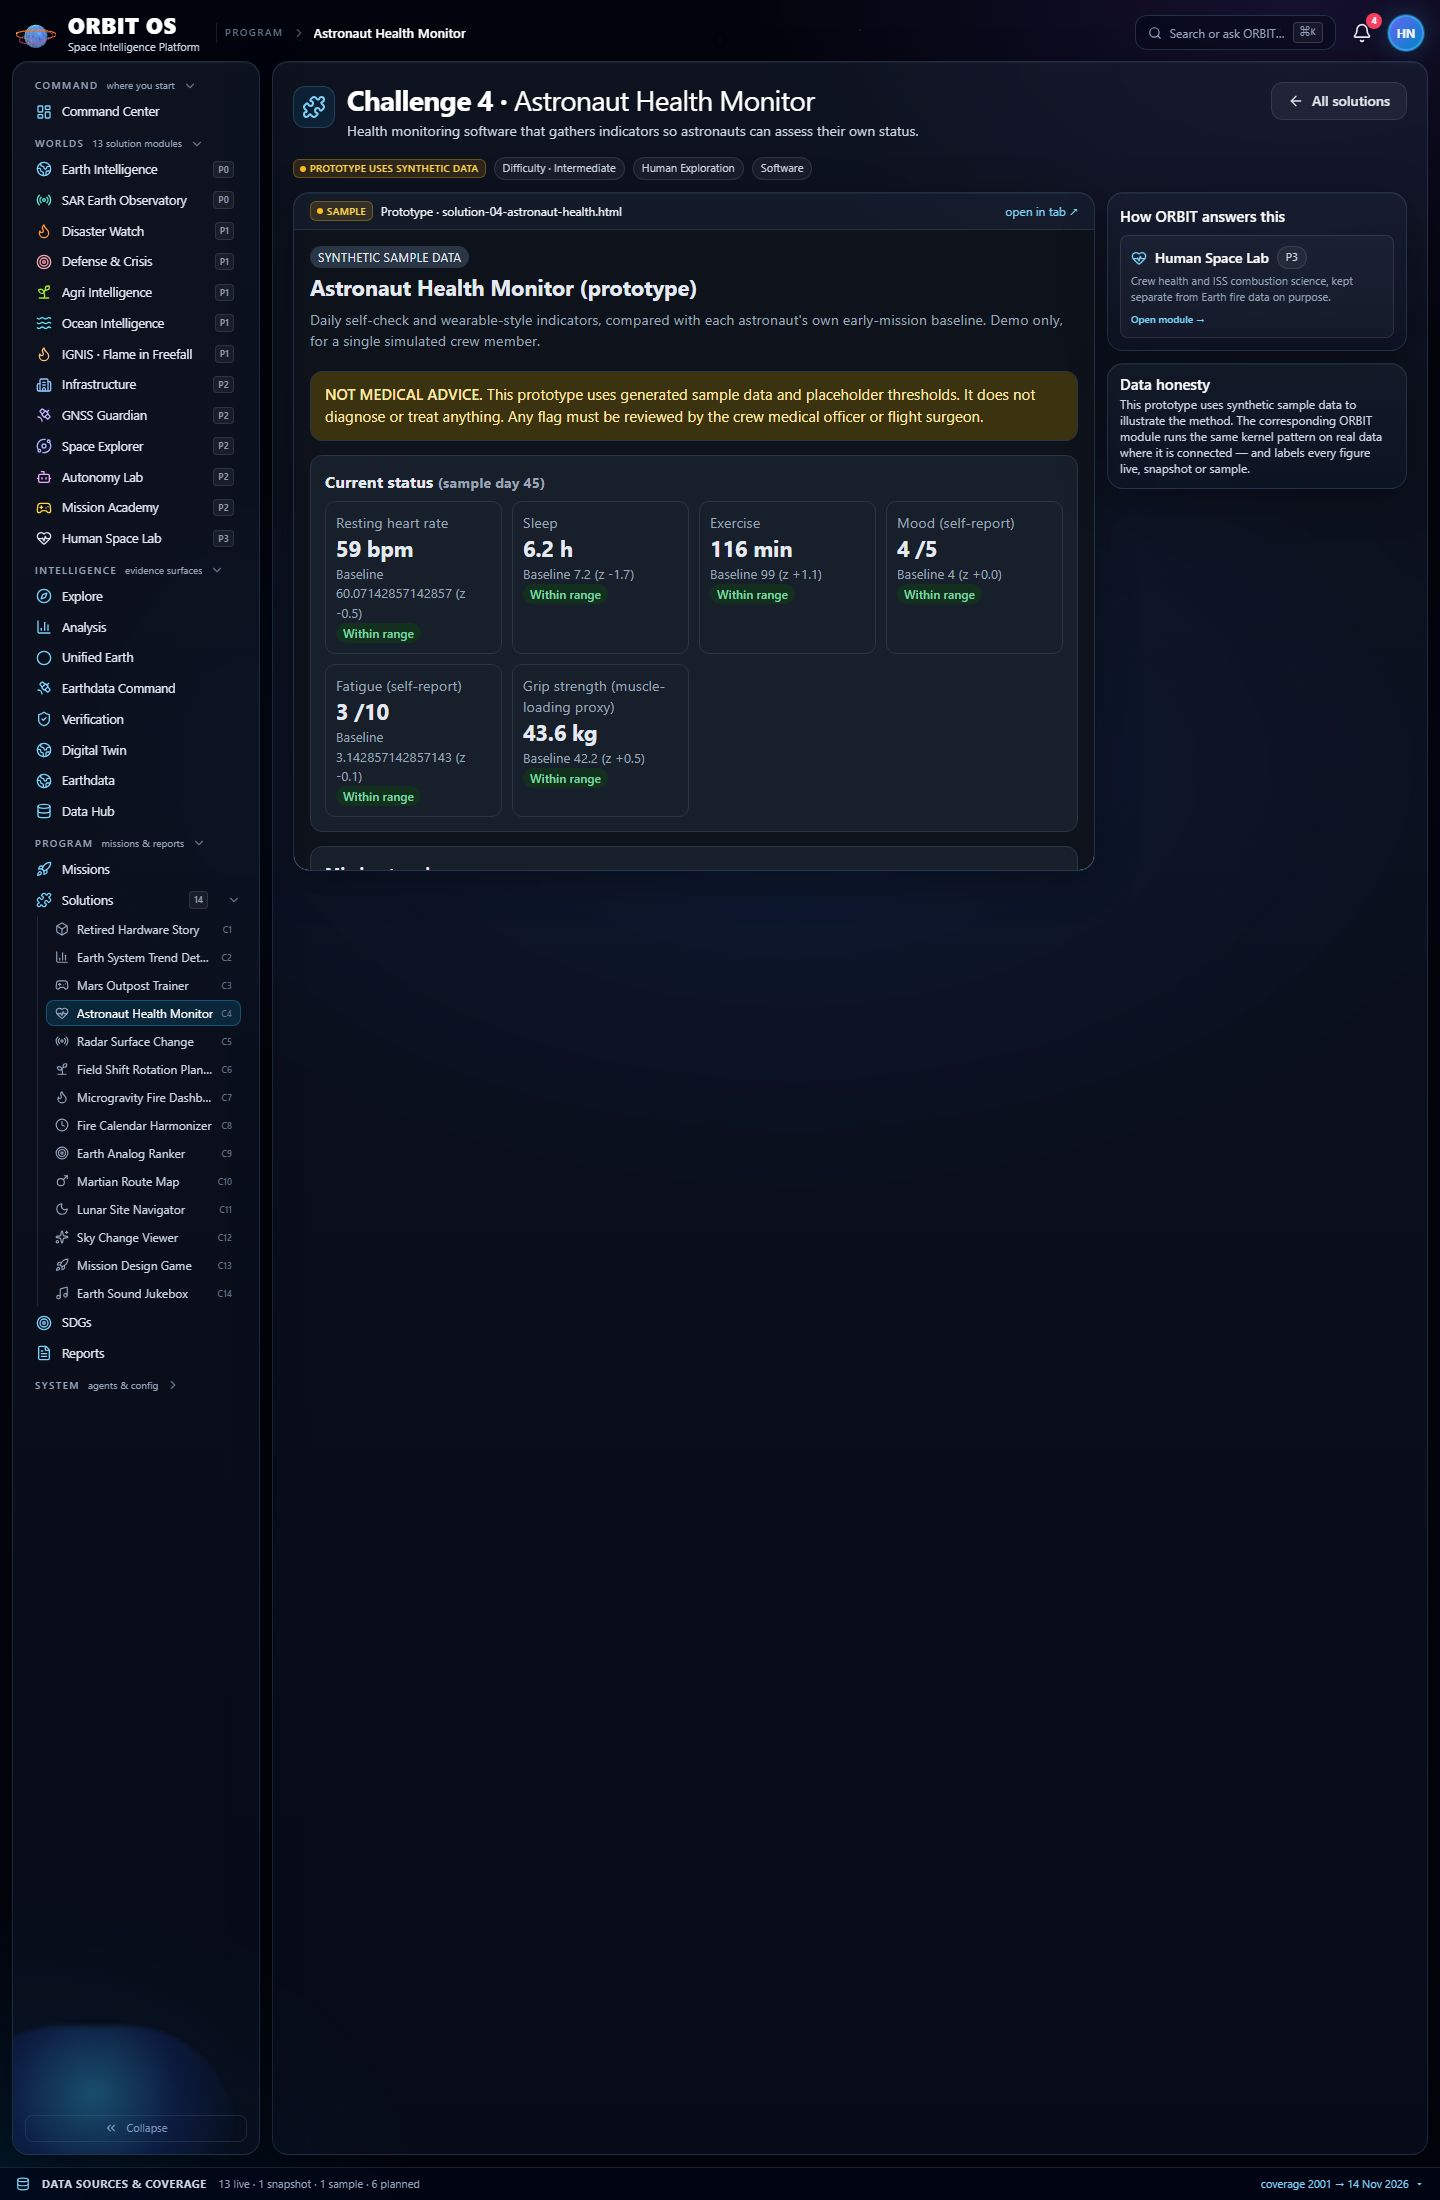 ORBIT OS
Space Intelligence Platform
PROGRAM
Astronaut Health Monitor
Search or ask ORBIT...
⌘K
4
HN
COMMAND where you start
Command Center
WORLDS 13 solution modules
Earth Intelligence P0
SAR Earth Observatory P0
Disaster Watch P1
Defense & Crisis P1
Agri Intelligence P1
Ocean Intelligence P1
IGNIS · Flame in Freefall P1
Infrastructure P2
GNSS Guardian P2
Space Explorer P2
Autonomy Lab P2
Mission Academy P2
Human Space Lab P3
INTELLIGENCE evidence surfaces
Explore
Analysis
Unified Earth
Earthdata Command
Verification
Digital Twin
Earthdata
Data Hub
PROGRAM missions & reports
Missions
Solutions 14
Retired Hardware Story C1
Earth System Trend Det... C2
Mars Outpost Trainer C3
Astronaut Health Monitor C4
Radar Surface Change C5
Field Shift Rotation Plan... C6
Microgravity Fire Dashb... C7
Fire Calendar Harmonizer C8
Earth Analog Ranker C9
Martian Route Map C10
Lunar Site Navigator C11
Sky Change Viewer C12
Mission Design Game C13
Earth Sound Jukebox C14
SDGs
Reports
SYSTEM agents & config
Collapse
Challenge 4 · Astronaut Health Monitor
Health monitoring software that gathers indicators so astronauts can assess their own status.
← All solutions
PROTOTYPE USES SYNTHETIC DATA
Difficulty · Intermediate
Human Exploration
Software
SAMPLE
Prototype · solution-04-astronaut-health.html
open in tab ↗
SYNTHETIC SAMPLE DATA
Astronaut Health Monitor (prototype)
Daily self-check and wearable-style indicators, compared with each astronaut's own early-mission baseline. Demo only,
for a single simulated crew member.
NOT MEDICAL ADVICE. This prototype uses generated sample data and placeholder thresholds. It does not
diagnose or treat anything. Any flag must be reviewed by the crew medical officer or flight surgeon.
Current status (sample day 45)
Resting heart rate
59 bpm
Baseline
60.07142857142857 (z
-0.5)
Within range
Sleep
6.2 h
Baseline 7.2 (z -1.7)
Within range
Exercise
116 min
Baseline 99 (z +1.1)
Within range
Mood (self-report)
4 /5
Baseline 4 (z +0.0)
Within range
Fatigue (self-report)
3 /10
Baseline
3.142857142857143 (z
-0.1)
Within range
Grip strength (muscle-
loading proxy)
43.6 kg
Baseline 42.2 (z +0.5)
Within range
How ORBIT answers this
Human Space Lab P3
Crew health and ISS combustion science, kept
separate from Earth fire data on purpose.
Open module →
Data honesty
This prototype uses synthetic sample data to
illustrate the method. The corresponding ORBIT
module runs the same kernel pattern on real data
where it is connected — and labels every figure
live, snapshot or sample.
DATA SOURCES & COVERAGE 13 live · 1 snapshot · 1 sample · 6 planned
coverage 2001 → 14 Nov 2026